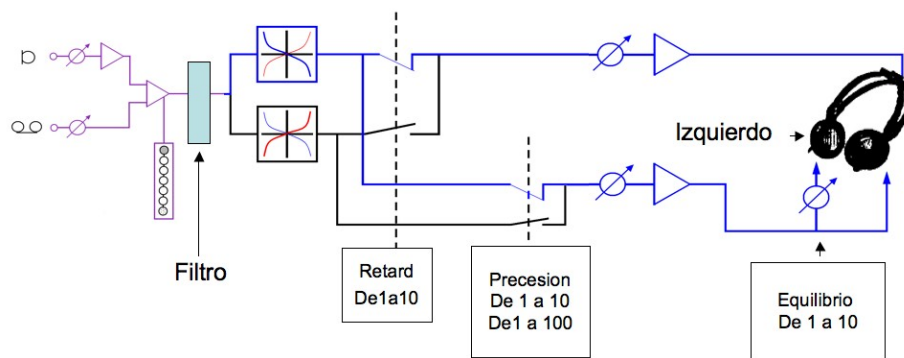 Izquierdo
Filtro
Retard
De1a10
Precesion
De 1 a 10
De1 a 100
Equilibrio
De 1 a 10